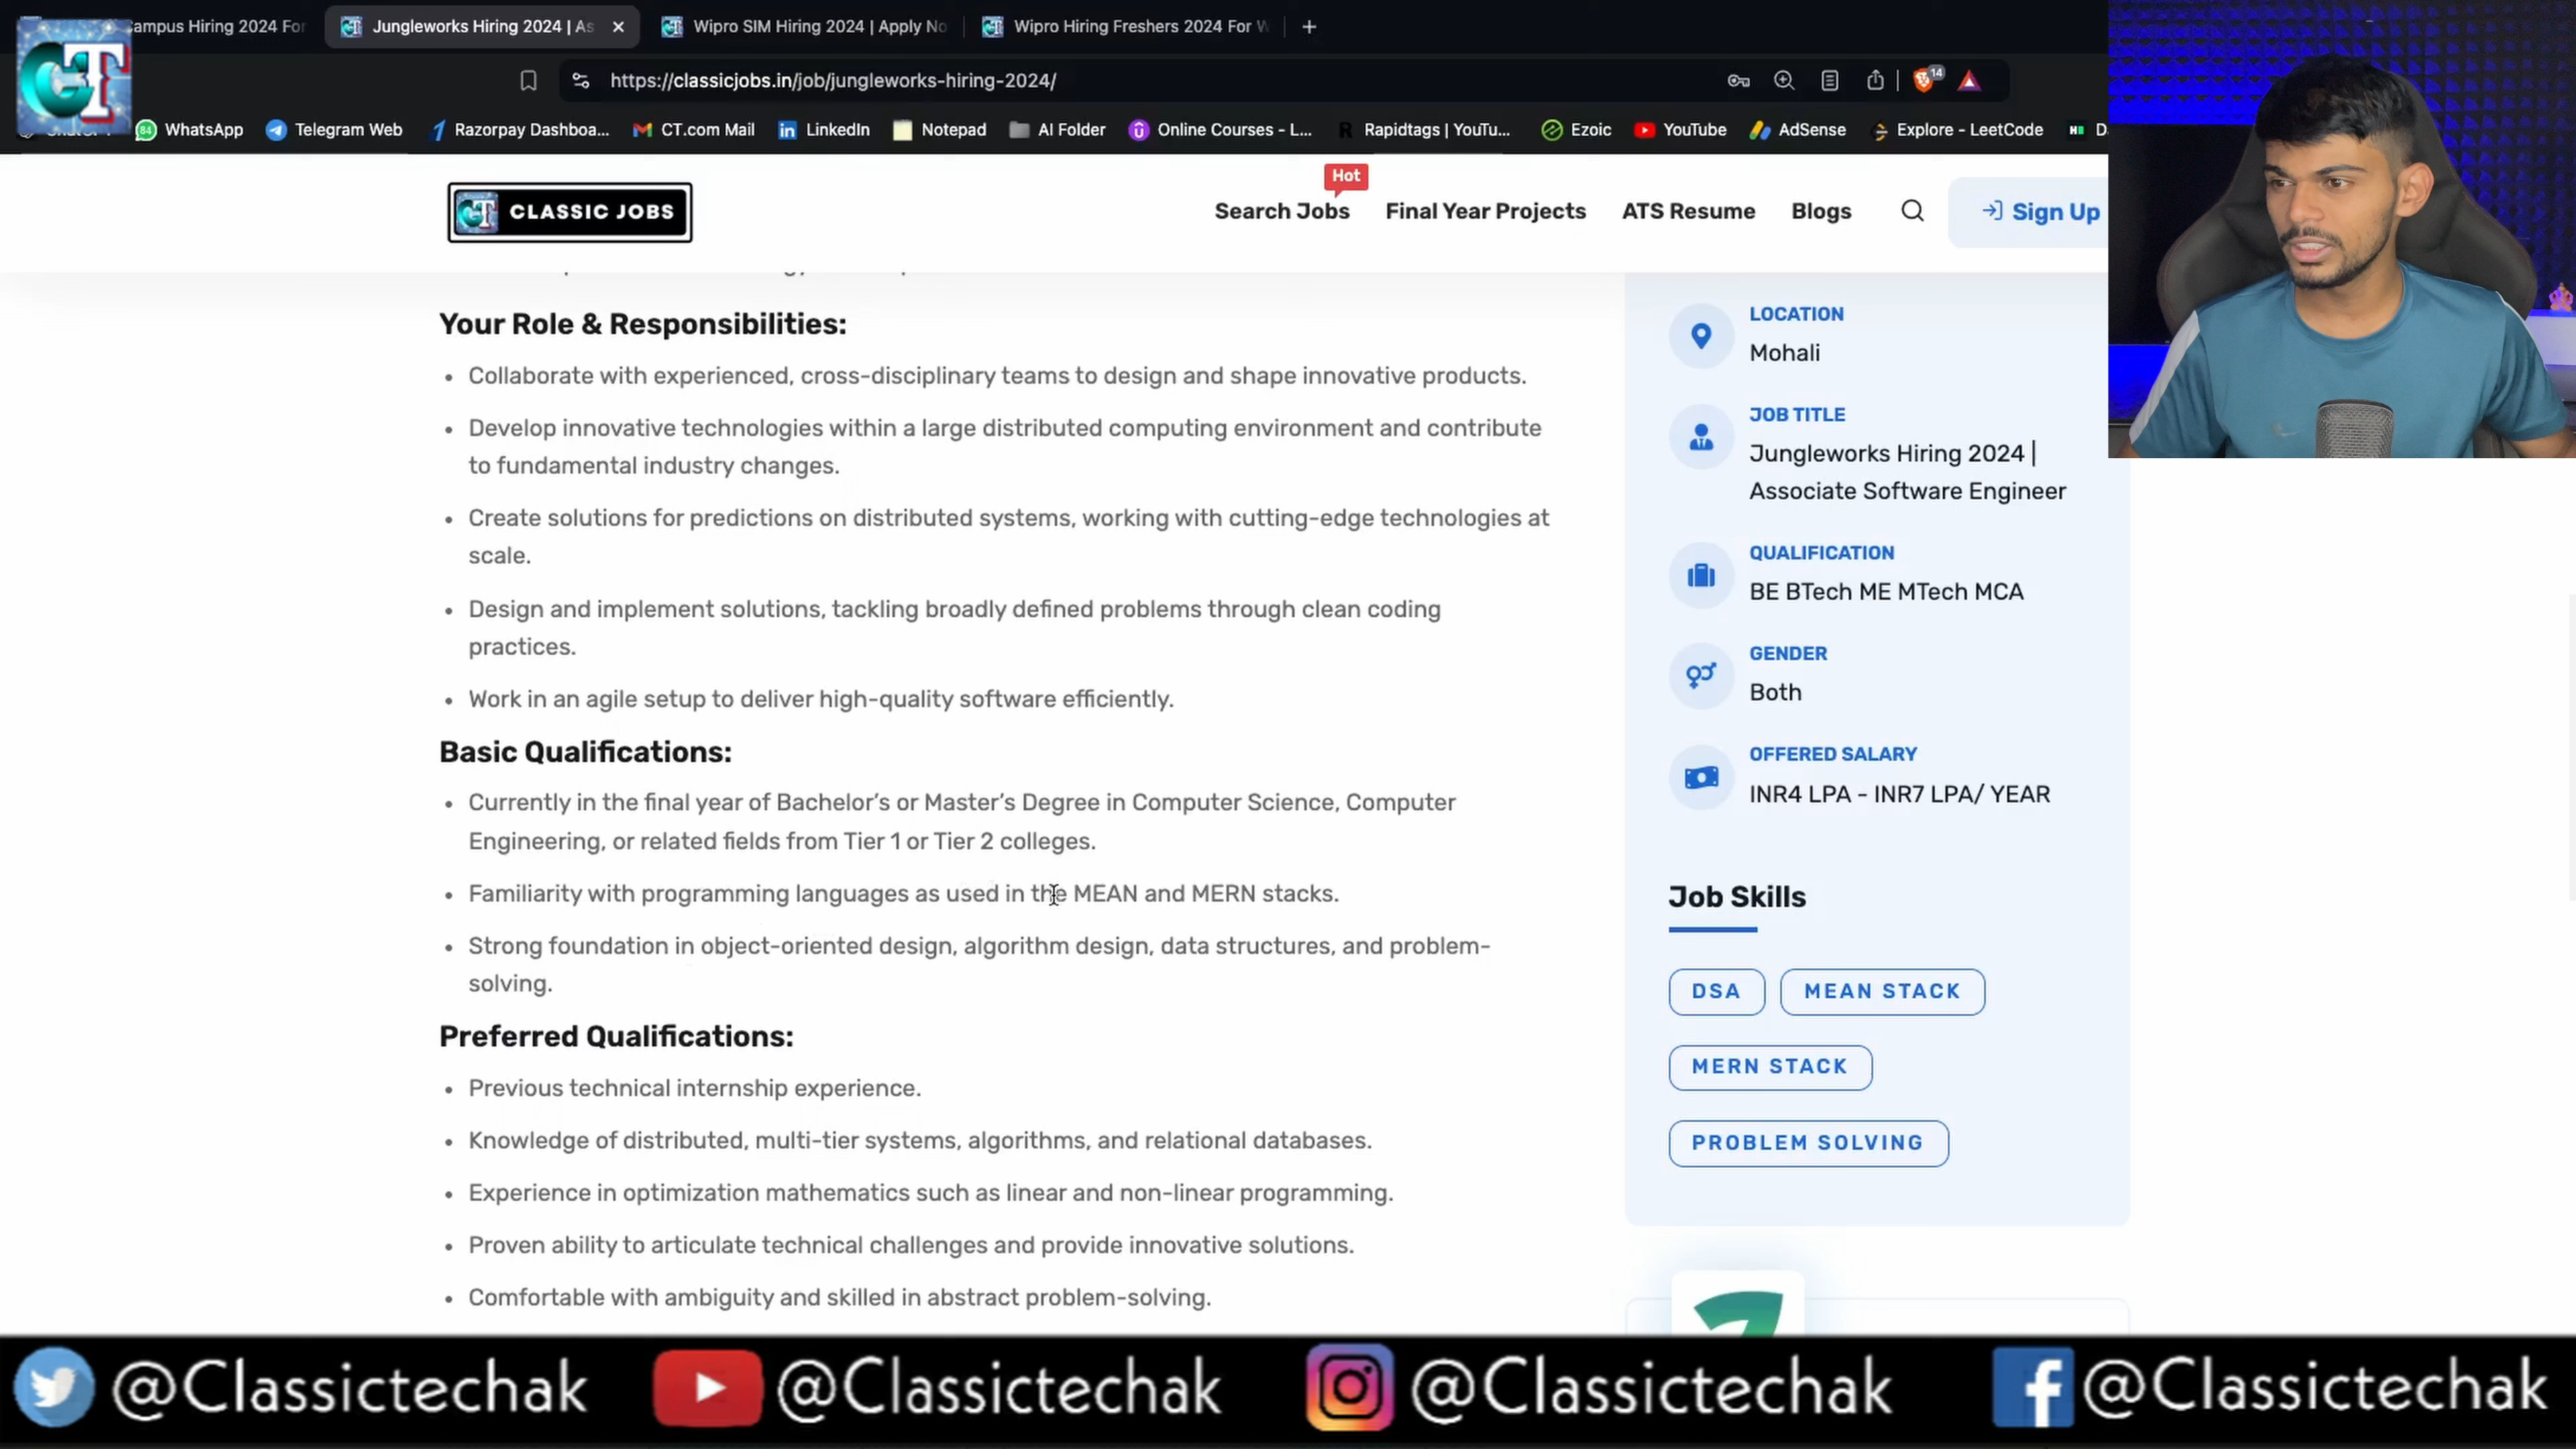 ampus Hiring 2024 For
Jungleworks Hiring 2024 | As
Wipro SIM Hiring 2024 | Apply No
Wipro Hiring Freshers 2024 For W
CT
https://classicjobs.in/job/jungleworks-hiring-2024/
14
84 WhatsApp
Telegram Web
Razorpay Dashboa...
CT.com Mail
LinkedIn
Notepad
AI Folder
Online Courses - L...
Rapidtags | YouTu...
Ezoic
YouTube
AdSense
Explore - LeetCode
CT CLASSIC JOBS
Hot
Search Jobs
Final Year Projects
ATS Resume
Blogs
Sign Up
Your Role & Responsibilities:
• Collaborate with experienced, cross-disciplinary teams to design and shape innovative products.
• Develop innovative technologies within a large distributed computing environment and contribute
to fundamental industry changes.
• Create solutions for predictions on distributed systems, working with cutting-edge technologies at
scale.
• Design and implement solutions, tackling broadly defined problems through clean coding
practices.
• Work in an agile setup to deliver high-quality software efficiently.
Basic Qualifications:
• Currently in the final year of Bachelor’s or Master’s Degree in Computer Science, Computer
Engineering, or related fields from Tier 1 or Tier 2 colleges.
• Familiarity with programming languages as used in the MEAN and MERN stacks.
• Strong foundation in object-oriented design, algorithm design, data structures, and problem-
solving.
Preferred Qualifications:
• Previous technical internship experience.
• Knowledge of distributed, multi-tier systems, algorithms, and relational databases.
• Experience in optimization mathematics such as linear and non-linear programming.
• Proven ability to articulate technical challenges and provide innovative solutions.
• Comfortable with ambiguity and skilled in abstract problem-solving.
LOCATION
Mohali
JOB TITLE
Jungleworks Hiring 2024 |
Associate Software Engineer
QUALIFICATION
BE BTech ME MTech MCA
GENDER
Both
OFFERED SALARY
INR4 LPA - INR7 LPA/ YEAR
Job Skills
DSA
MEAN STACK
MERN STACK
PROBLEM SOLVING
@Classictechak
@Classictechak
@Classictechak
@Classictechak